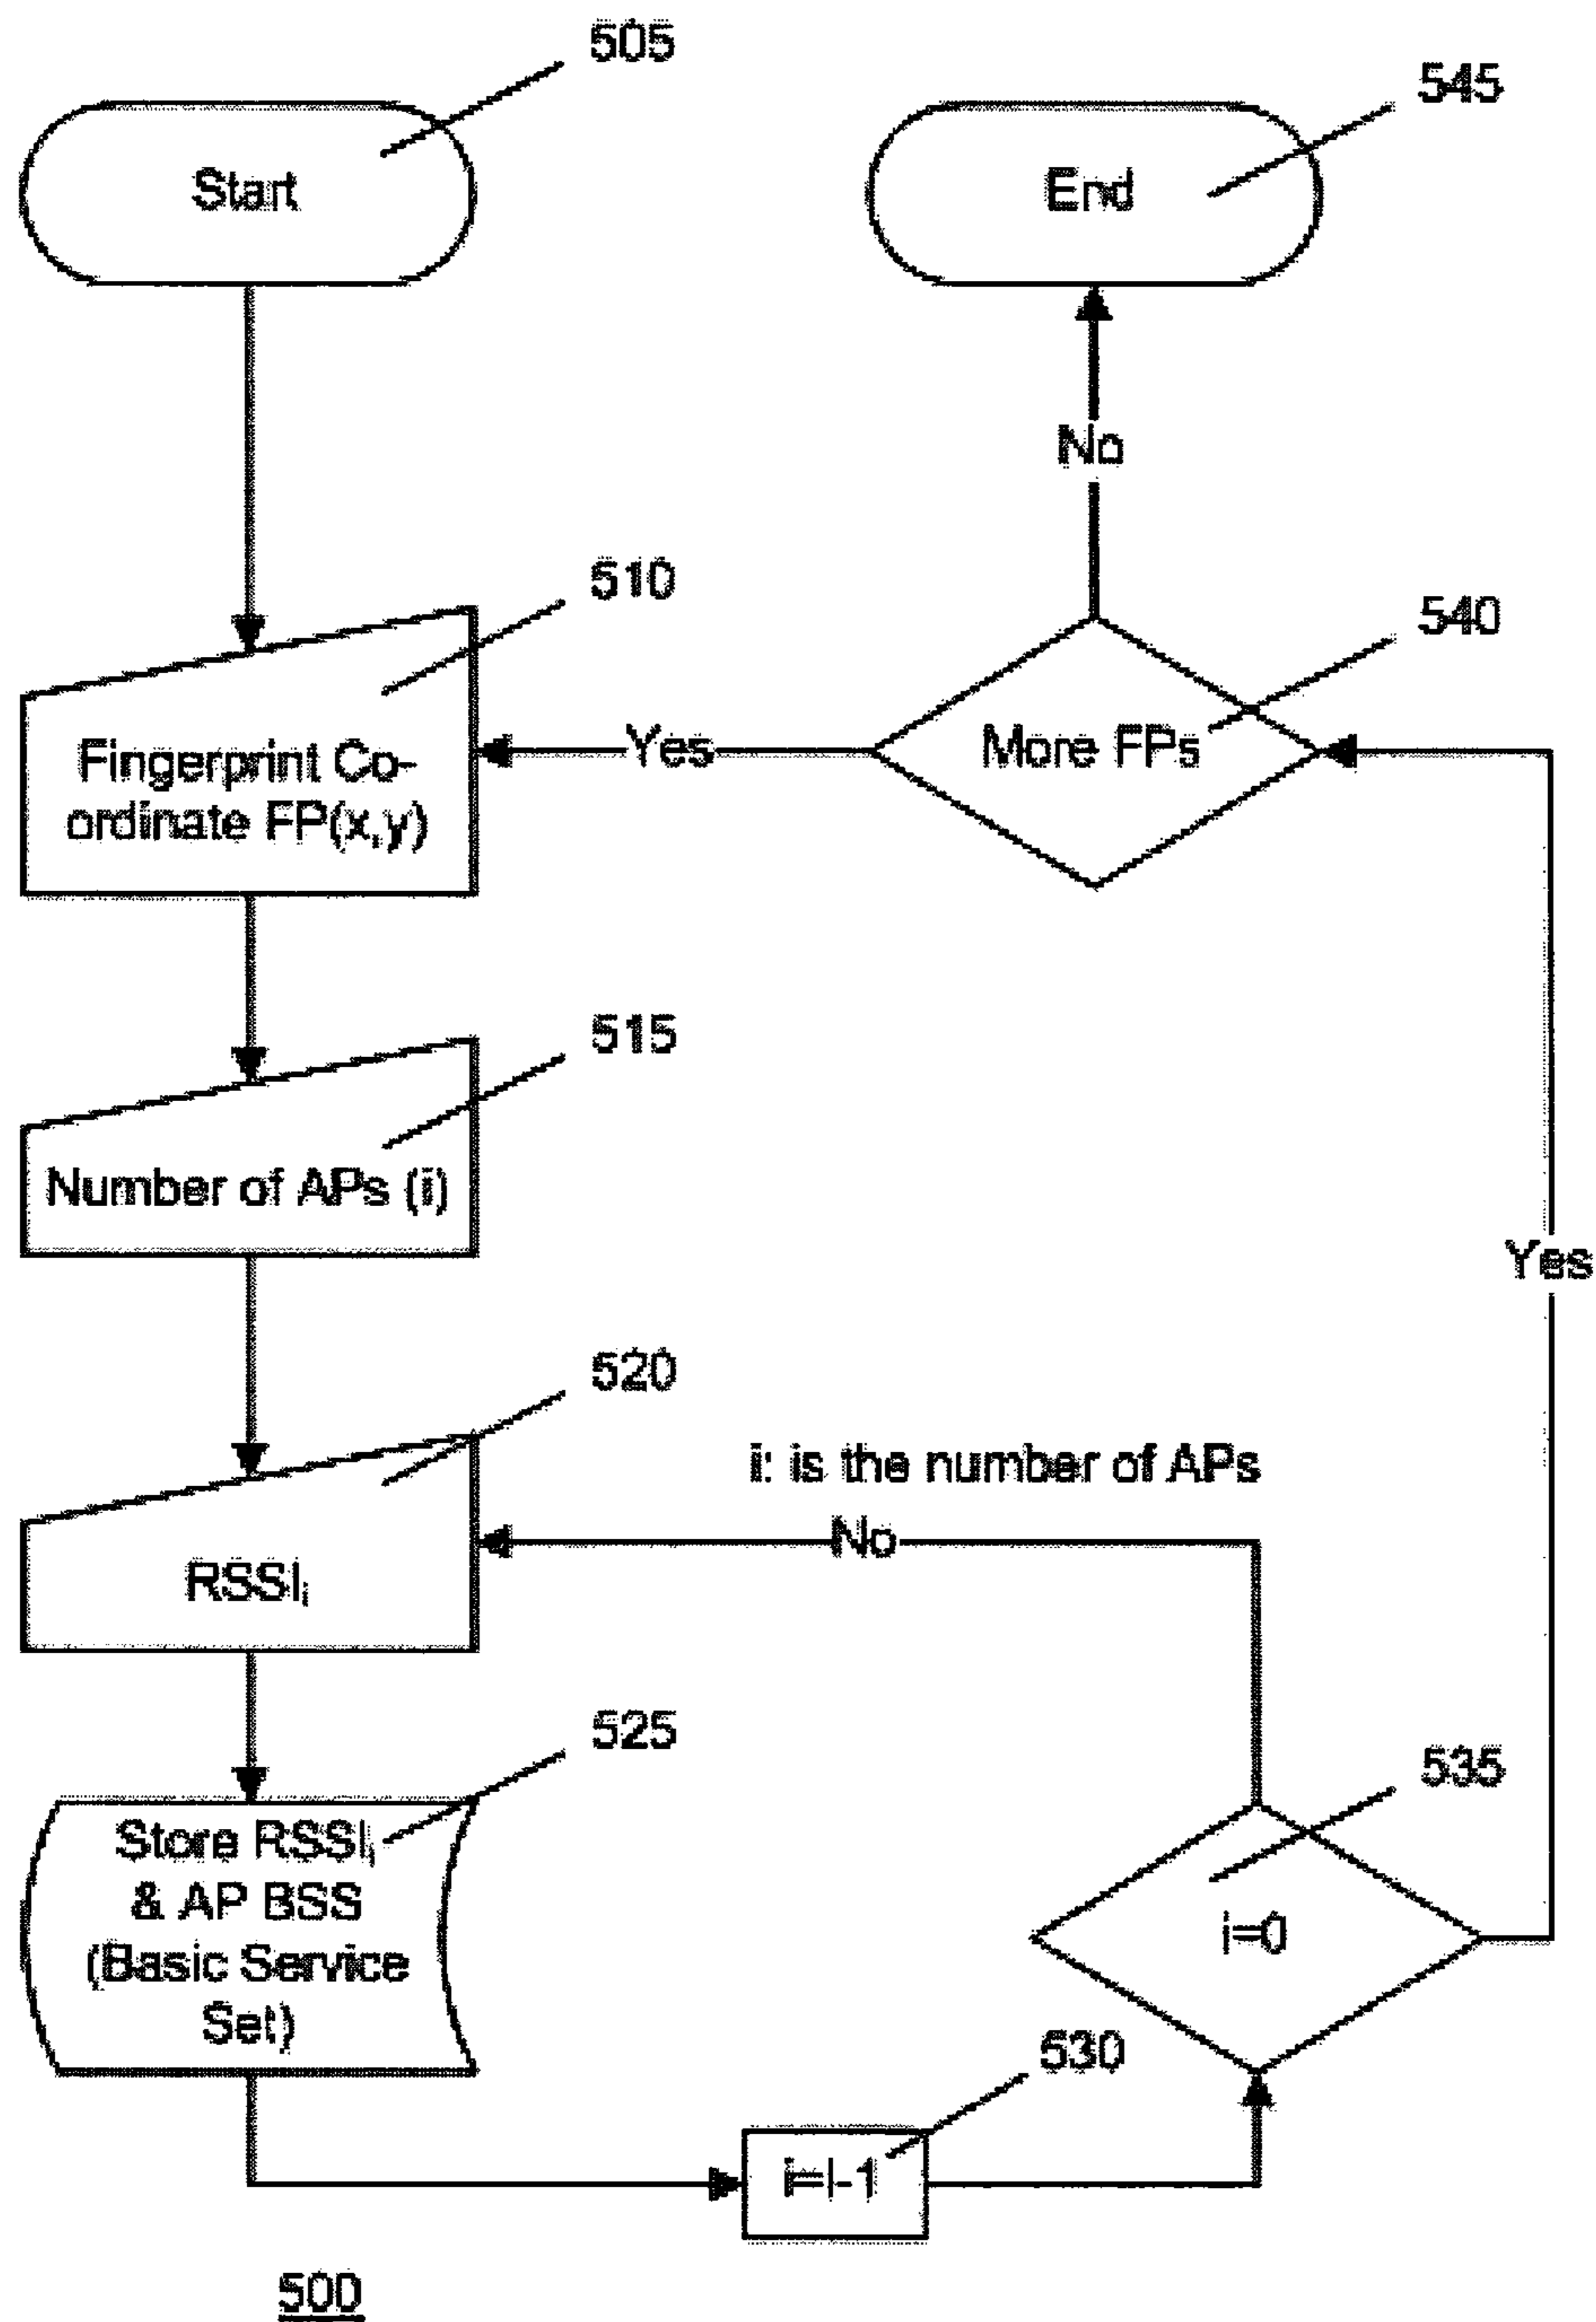 505
Start
545
End
No
510
Fingerprint Co-
ordinate FP(x,y)
Yes
540
More FPs
515
Number of APs (i)
Yes
520
RSSIi
i: is the number of APs
No
525
Store RSSIi
& AP BSS
(Basic Service
Set)
535
i=0
530
i=I-1
500